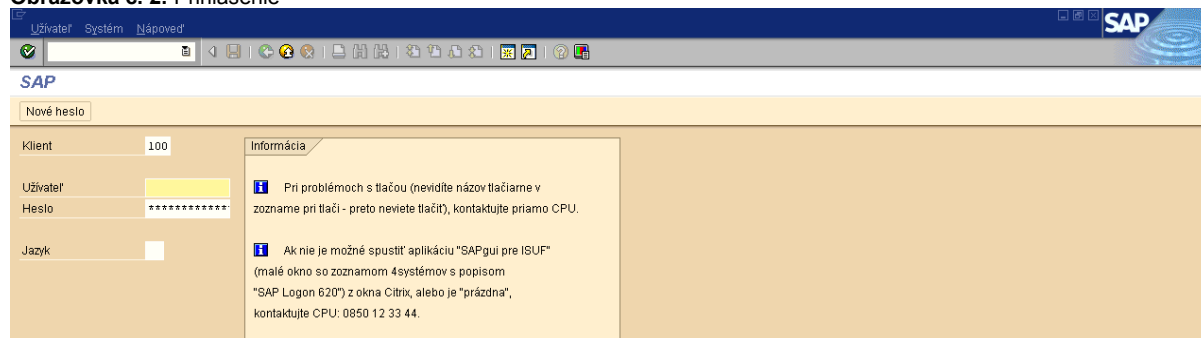 Obrazovka č. 2. Prihlásenie
Užívateľ Systém Nápoveď
SAP
SAP
Nové heslo
Klient 100
Užívateľ
Heslo ************
Jazyk
Informácia
Pri problémoch s tlačou (nevidíte názov tlačiarne v
zozname pri tlači - preto neviete tlačiť), kontaktujte priamo CPU.
Ak nie je možné spustiť aplikáciu "SAPgui pre ISUF"
(malé okno so zoznamom 4systémov s popisom
"SAP Logon 620") z okna Citrix, alebo je "prázdna",
kontaktujte CPU: 0850 12 33 44.